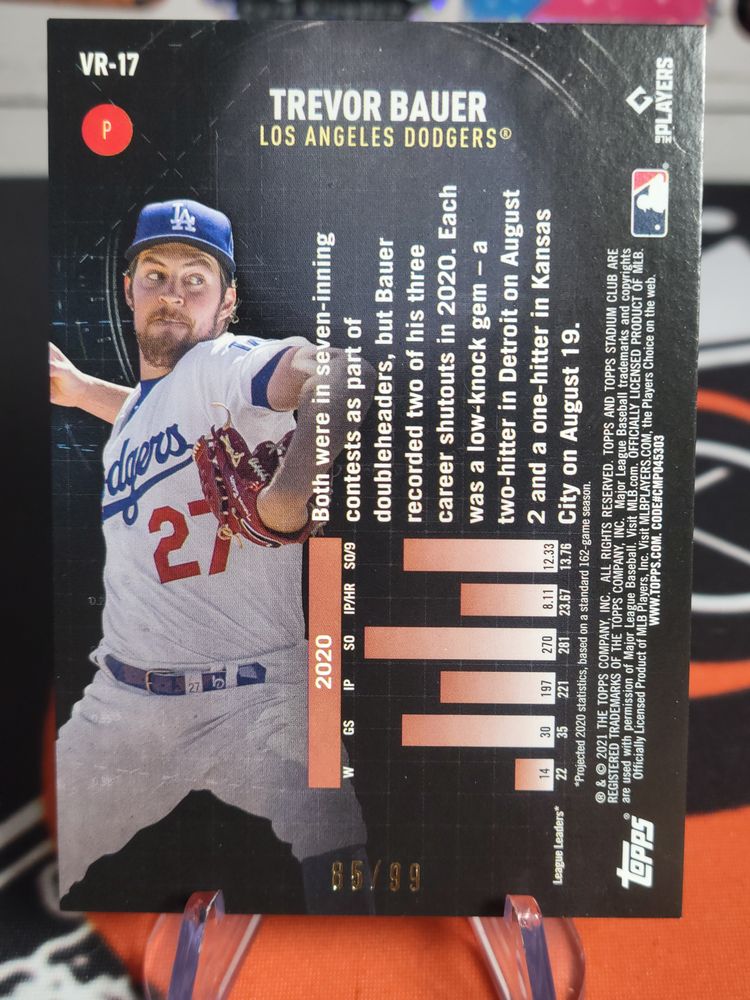 VR-17
P
TREVOR BAUER
LOS ANGELES DODGERS®
LA
Dodgers
27
27
Both were in seven-inning
contests as part of
doubleheaders, but Bauer
recorded two of his three
career shutouts in 2020. Each
was a low-knock gem – a
two-hitter in Detroit on August
2 and a one-hitter in Kansas
City on August 19.
2020
W GS IP SO IP/HR SO/9
14 30 197 270 8.11 12.33
League Leaders* 22 35 221 281 23.67 13.76
*Projected 2020 statistics, based on a standard 162-game season.
85/99
TOPPS®
® & © 2021 THE TOPPS COMPANY, INC. ALL RIGHTS RESERVED. TOPPS AND TOPPS STADIUM CLUB ARE
REGISTERED TRADEMARKS OF THE TOPPS COMPANY, INC. Major League Baseball trademarks and copyrights
are used with permission of Major League Baseball. Visit MLB.com. OFFICIALLY LICENSED PRODUCT OF MLB.
Officially Licensed Product of MLB Players, Inc. Visit MLBPLAYERS.COM, the Players Choice on the web.
WWW.TOPPS.COM. CODE#CMP045303
MLB PLAYERS